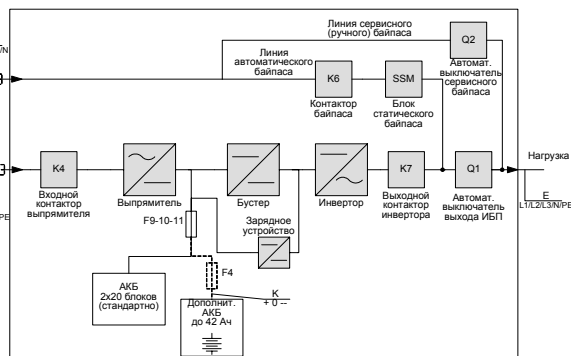 Линия сервисного
(ручного) байпаса
Q2
/N
Линия
автоматического
байпаса
Автомат.
выключатель
сервисного
байпаса
K6
SSM
Контактор
байпаса
Блок
статического
байпаса
Нагрузка
K4
K7
Q1
Входной
контактор
выпрямителя
Выпрямитель
Бустер
Инвертор
Выходной
контактор
инвертора
Автомат.
выключатель
выхода ИБП
E
L1/L2/L3/N/PE
PE
F9-10-11
Зарядное
устройство
F4
АКБ
2x20 блоков
(стандартно)
K
+ 0 --
Дополнит.
АКБ
до 42 Ач